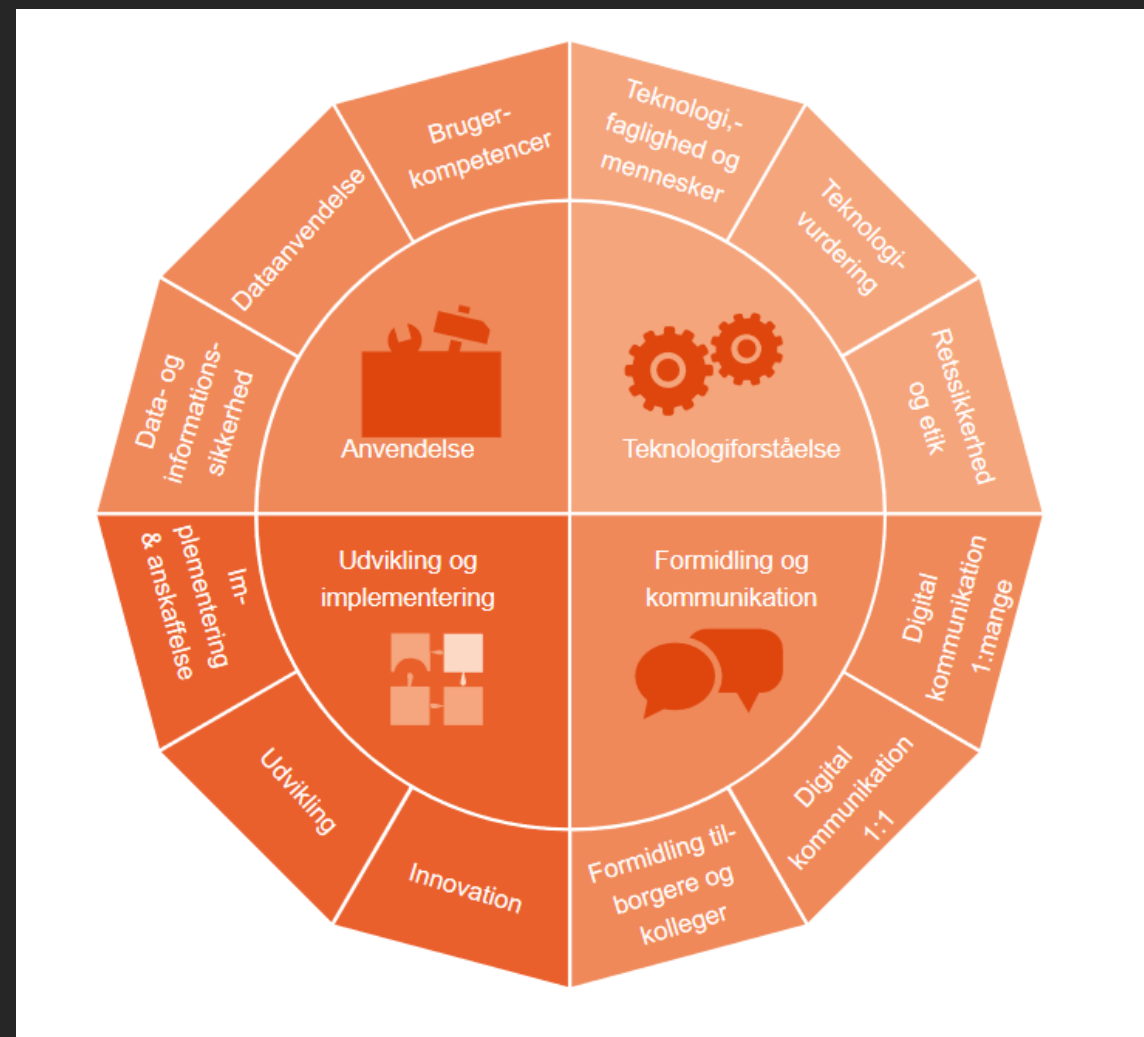 Bruger-
kompetencer
Teknologi,-
faglighed og
mennesker
Teknologi-
vurdering
Retssikkerhed
og etik
Digital
kommunikation
1:mange
Digital
kommunikation
1:1
Formidling til-
borgere og
kolleger
Innovation
Udvikling
Im-
plementering
& anskaffelse
Data- og
informations-
sikkerhed
Dataanvendelse
Anvendelse
Teknologiforståelse
Udvikling og
implementering
Formidling og
kommunikation